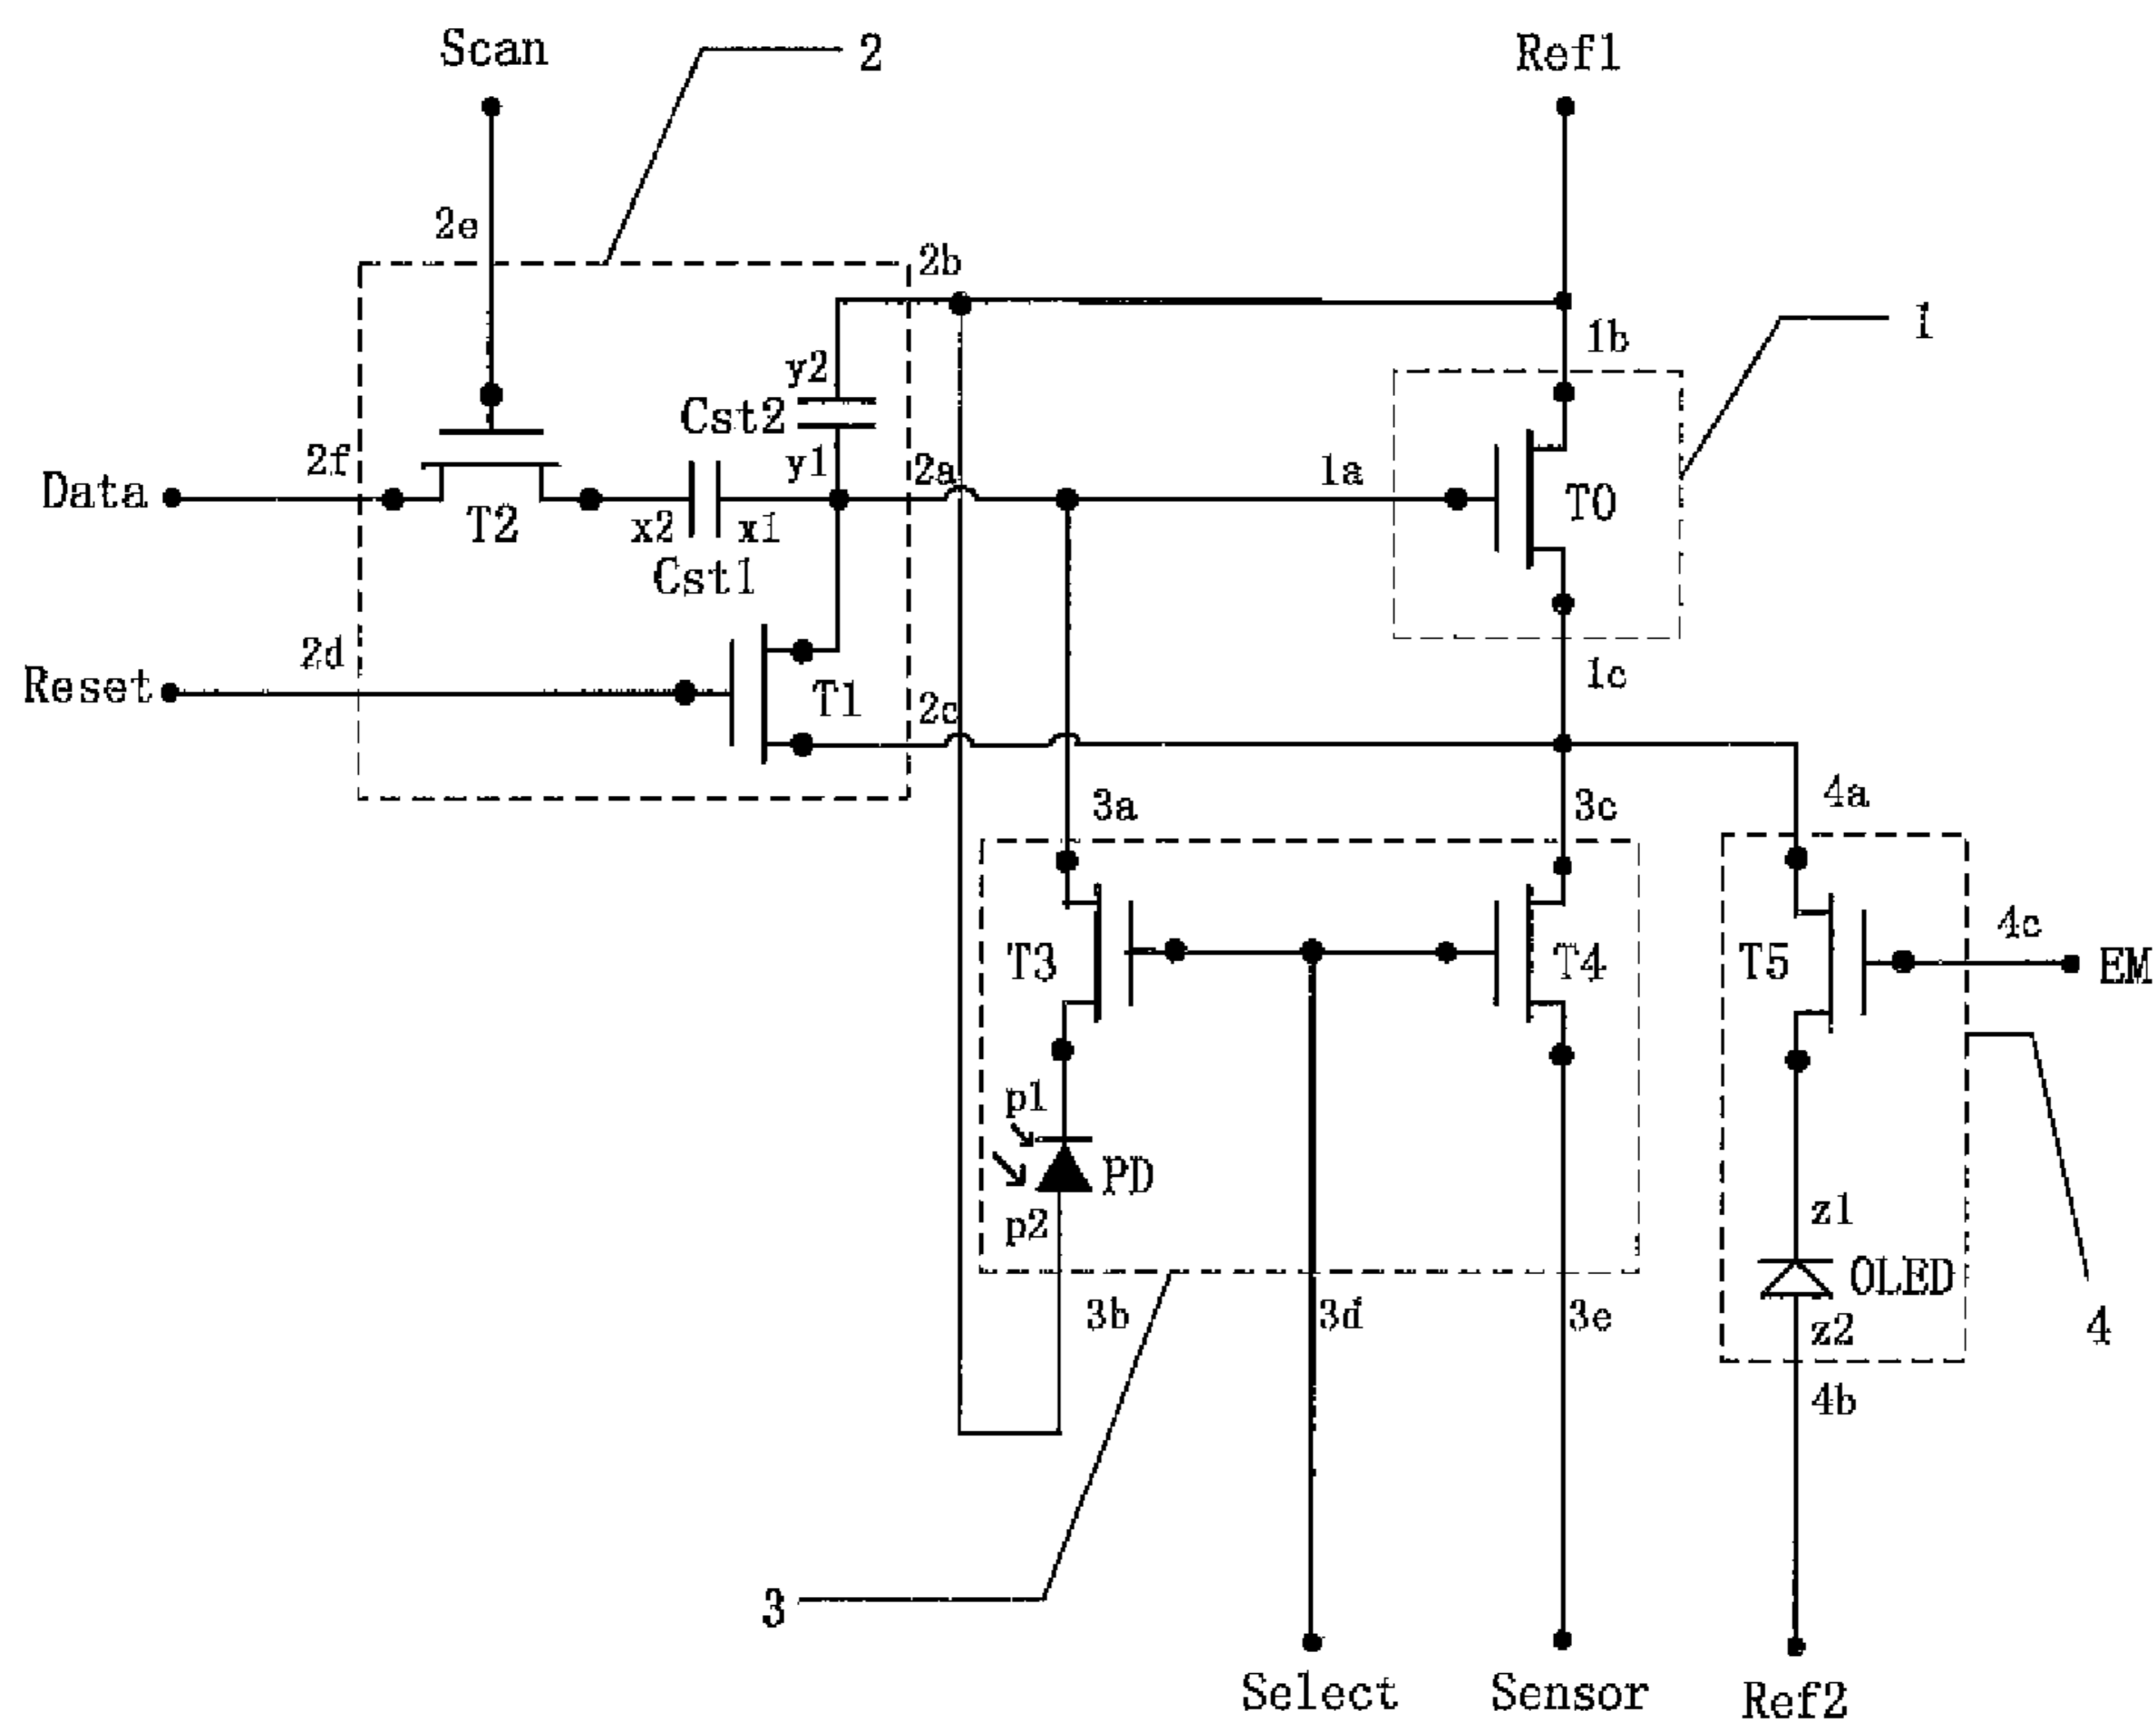 Scan
2
Ref1
2e
2b
1b
1
y2
Cst2
y1
2f
2a
1a
Data
T2
x2
x1
T0
Cst1
2d
Reset
T1
2c
1c
3a
3c
4a
T3
T4
T5
4c
EM
p1
PD
p2
z1
OLED
z2
3b
3d
3e
4
4b
3
Select
Sensor
Ref2